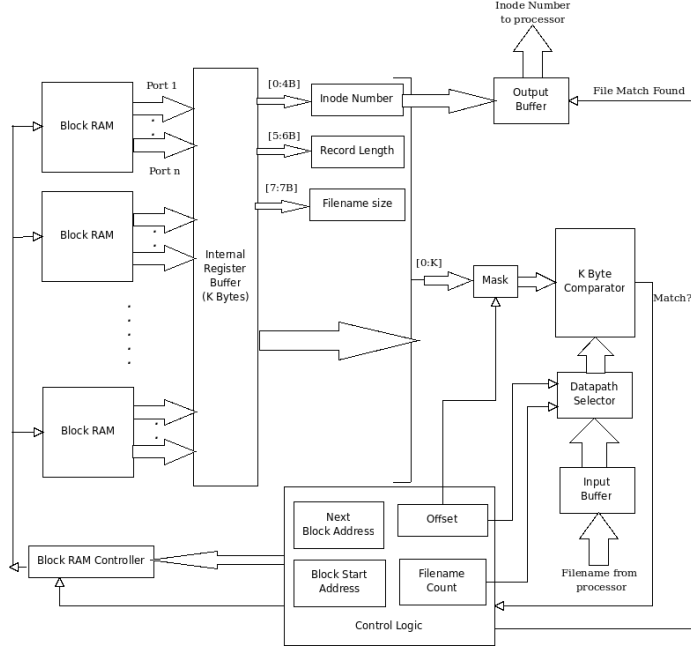 Inode Number
to processor
Port 1
[0:4B]
Block RAM
Inode Number
Output
Buffer
File Match Found
[5:6B]
Record Length
Port n
[7:7B]
Filename size
Block RAM
Internal
Register
Buffer
(K Bytes)
[0:K]
Mask
K Byte
Comparator
Match?
Datapath
Selector
Block RAM
Input
Buffer
Next
Block Address
Offset
Block RAM Controller
Block Start
Address
Filename
Count
Filename from
processor
Control Logic